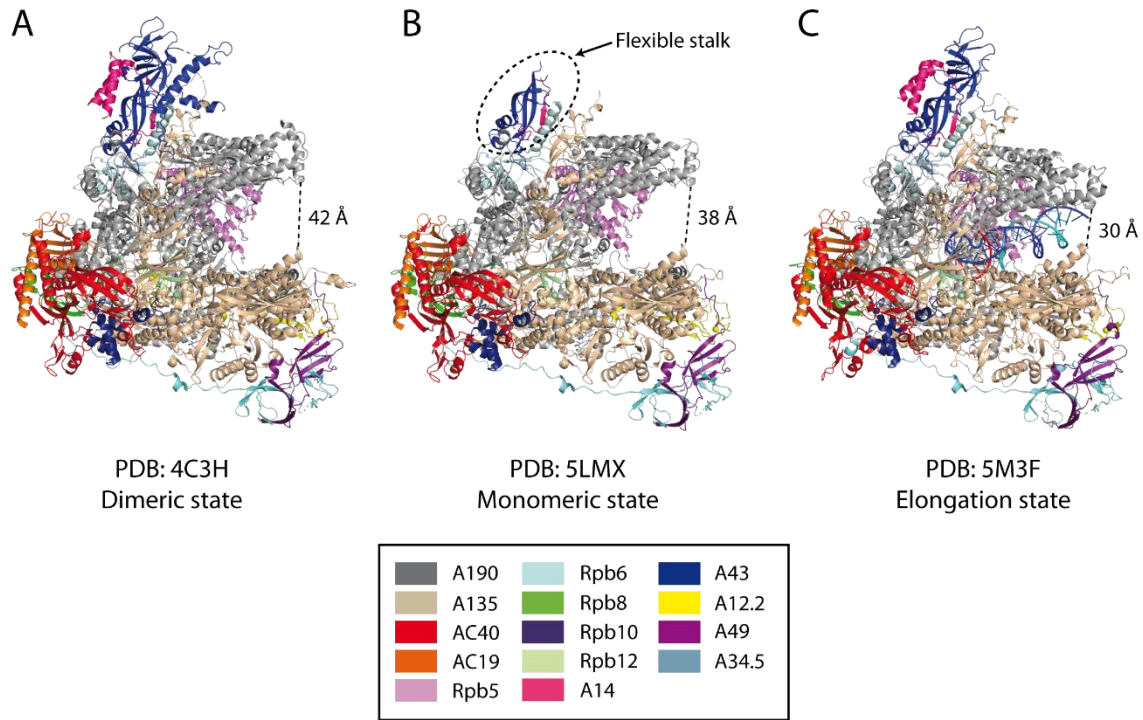 A
B
C
Flexible stalk
42 Å
38 Å
30 Å
PDB: 4C3H
Dimeric state
PDB: 5LMX
Monomeric state
PDB: 5M3F
Elongation state
A190
A135
AC40
AC19
Rpb5
Rpb6
Rpb8
Rpb10
Rpb12
A14
A43
A12.2
A49
A34.5